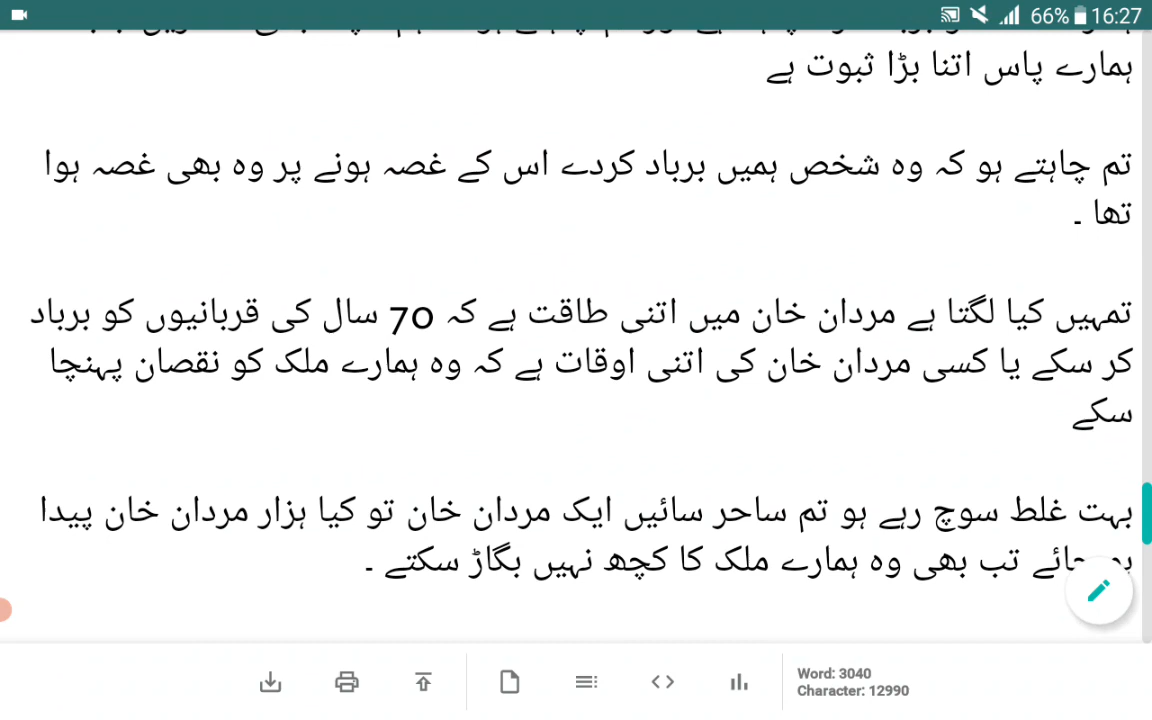 66% 16:27
ہمارے پاس اتنا بڑا ثبوت ہے
تم چاہتے ہو کہ وہ شخص ہمیں برباد کردے اس کے غصہ ہونے پر وہ بھی غصہ ہوا
تھا ۔
تمہیں کیا لگتا ہے مردان خان میں اتنی طاقت ہے کہ 70 سال کی قربانیوں کو برباد
کر سکے یا کسی مردان خان کی اتنی اوقات ہے کہ وہ ہمارے ملک کو نقصان پہنچا
سکے
بہت غلط سوچ رہے ہو تم ساحر سائیں ایک مردان خان تو کیا ہزار مردان خان پیدا
ہو جائے تب بھی وہ ہمارے ملک کا کچھ نہیں بگاڑ سکتے ۔
Word: 3040
Character: 12990